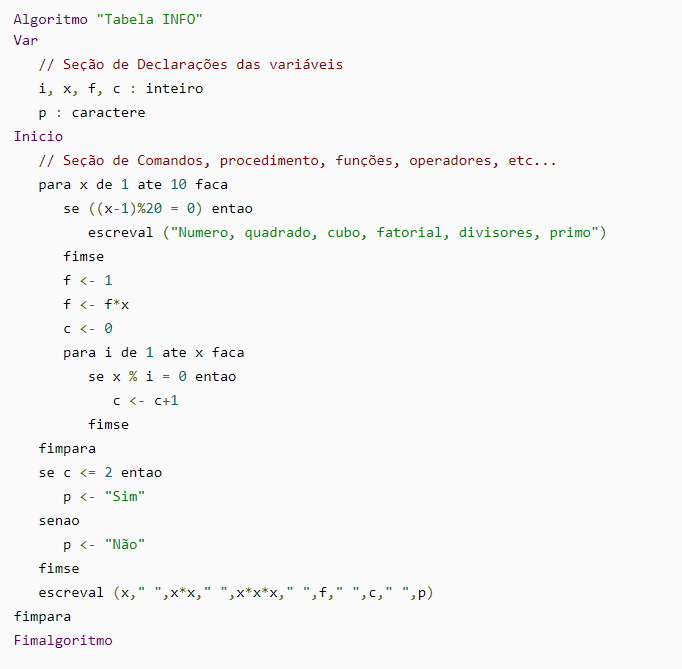 Algoritmo "Tabela INFO"
Var
   // Seção de Declarações das variáveis
   i, x, f, c : inteiro
   p : caractere
Inicio
   // Seção de Comandos, procedimento, funções, operadores, etc...
   para x de 1 ate 10 faca
      se ((x-1)%20 = 0) entao
         escreval ("Numero, quadrado, cubo, fatorial, divisores, primo")
      fimse
      f <- 1
      f <- f*x
      c <- 0
      para i de 1 ate x faca
         se x % i = 0 entao
            c <- c+1
         fimse
   fimpara
   se c <= 2 entao
      p <- "Sim"
   senao
      p <- "Não"
   fimse
   escreval (x," ",x*x," ",x*x*x," ",f," ",c," ",p)
fimpara
Fimalgoritmo